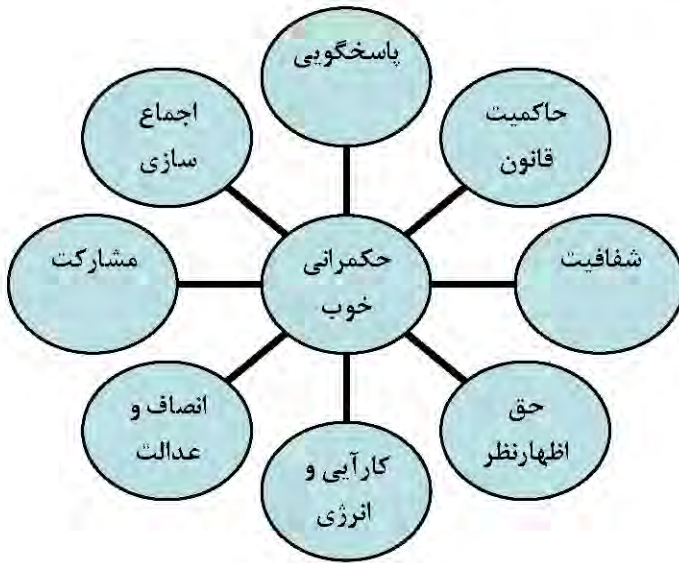 پاسخگویی
حاکمیت
قانون
اجماع
سازی
حکمرانی
خوب
شفافیت
مشارکت
حق
اظهارنظر
انصاف و
عدالت
کارآیی و
انرژی